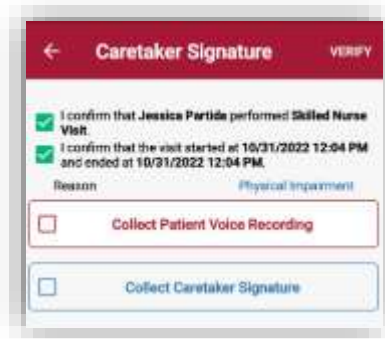 ← Caretaker Signature VERIFY
I confirm that Jessica Partida performed Skilled Nurse
Visit.
I confirm that the visit started at 10/31/2022 12:04 PM
and ended at 10/31/2022 12:04 PM.
Reason Physical Impairment
Collect Patient Voice Recording
Collect Caretaker Signature